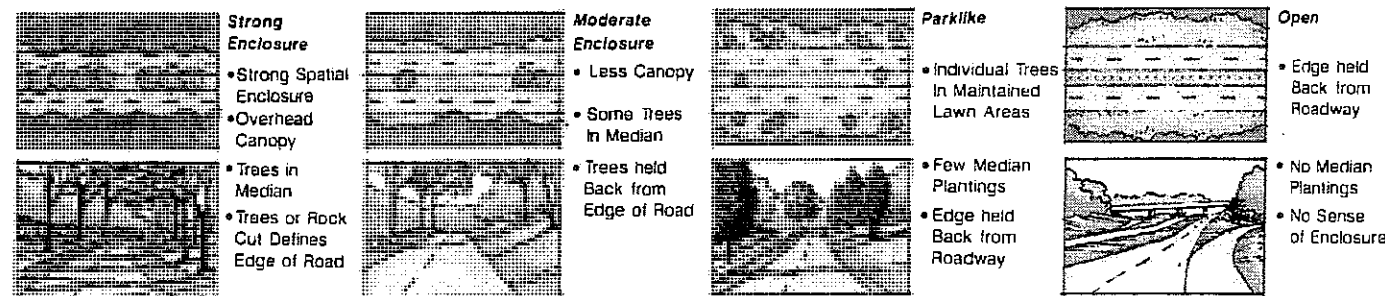 Strong
Enclosure
• Strong Spatial
Enclosure
• Overhead
Canopy
• Trees in
Median
• Trees or Rock
Cut Defines
Edge of Road
Moderate
Enclosure
• Less Canopy
• Some Trees
In Median
• Trees held
Back from
Edge of Road
Parklike
• Individual Trees
In Maintained
Lawn Areas
• Few Median
Plantings
• Edge held
Back from
Roadway
Open
• Edge held
Back from
Roadway
• No Median
Plantings
• No Sense
of Enclosure